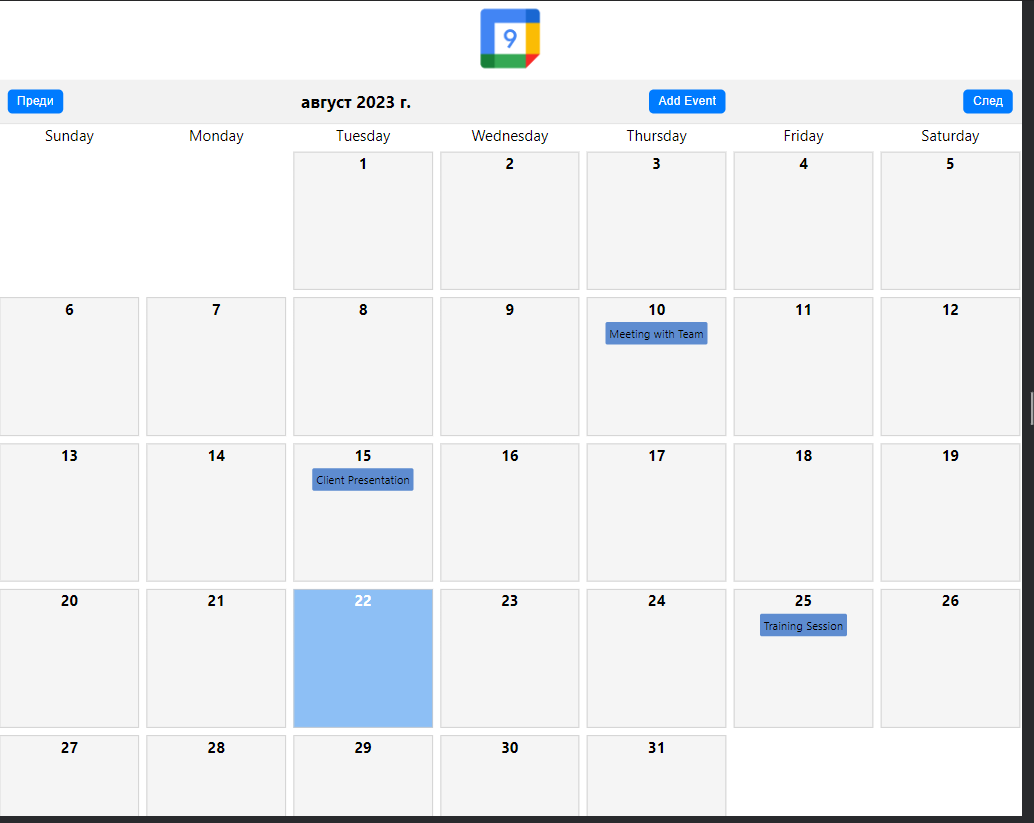 9
Преди август 2023 г. Add Event След
Sunday Monday Tuesday Wednesday Thursday Friday Saturday
1 2 3 4 5
6 7 8 9 10 11 12
Meeting with Team
13 14 15 16 17 18 19
Client Presentation
20 21 22 23 24 25 26
Training Session
27 28 29 30 31